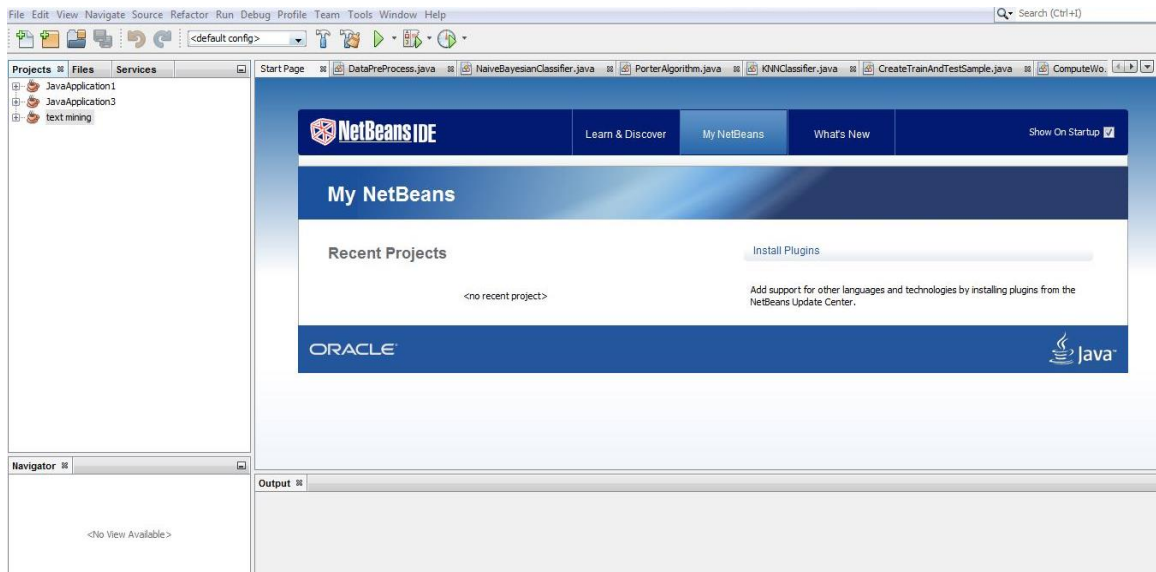 File Edit View Navigate Source Refactor Run Debug Profile Team Tools Window Help
Search (Ctrl+I)
<default config>
Projects Files Services
Start Page DataPreProcess.java NaiveBayesianClassifier.java PorterAlgorithm.java KNNClassifier.java CreateTrainAndTestSample.java ComputeWo.
JavaApplication1
JavaApplication3
text mining
NetBeans IDE
Learn & Discover
My NetBeans
What's New
Show On Startup
My NetBeans
Recent Projects
<no recent project>
Install Plugins
Add support for other languages and technologies by installing plugins from the
NetBeans Update Center.
ORACLE
Java
Navigator
<No View Available>
Output